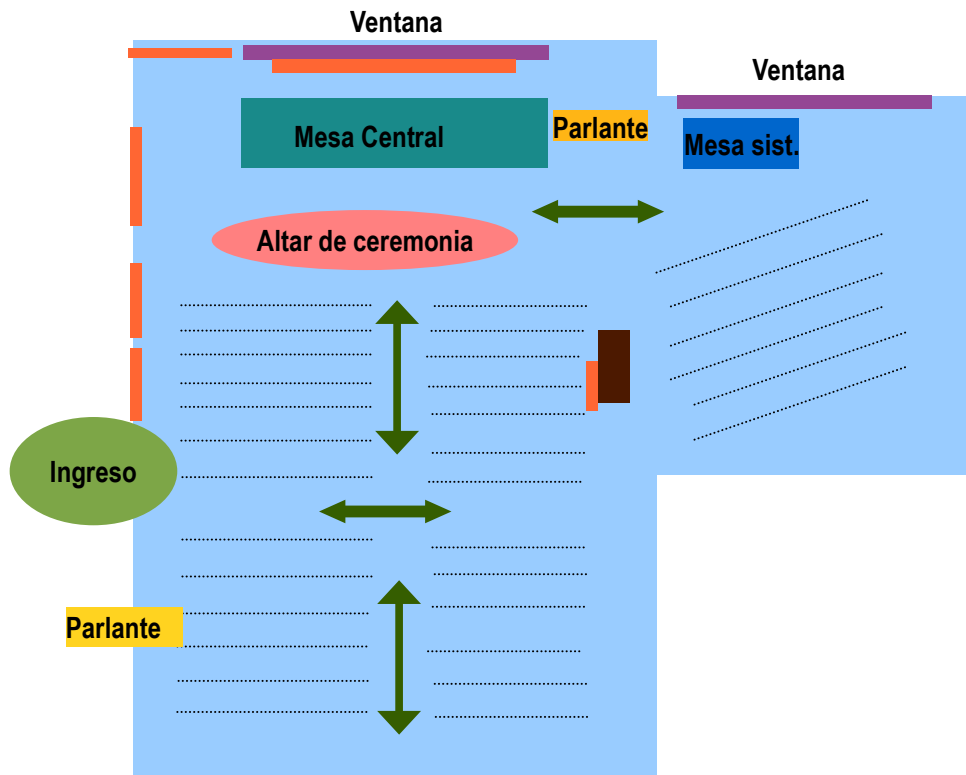 Ventana
Ventana
Mesa Central
Parlante
Mesa sist.
Altar de ceremonia
Ingreso
Parlante